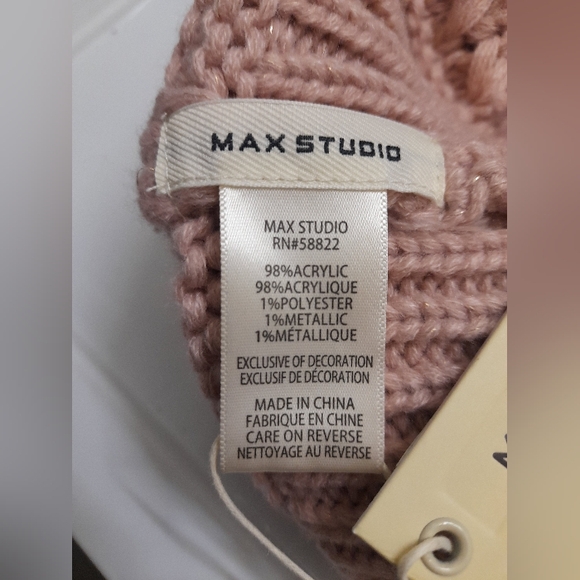 MAX STUDIO
MAX STUDIO
RN#58822
98%ACRYLIC
98%ACRYLIQUE
1%POLYESTER
1%METALLIC
1%MÉTALLIQUE
EXCLUSIVE OF DECORATION
EXCLUSIF DE DÉCORATION
MADE IN CHINA
FABRIQUE EN CHINE
CARE ON REVERSE
NETTOYAGE AU REVERSE